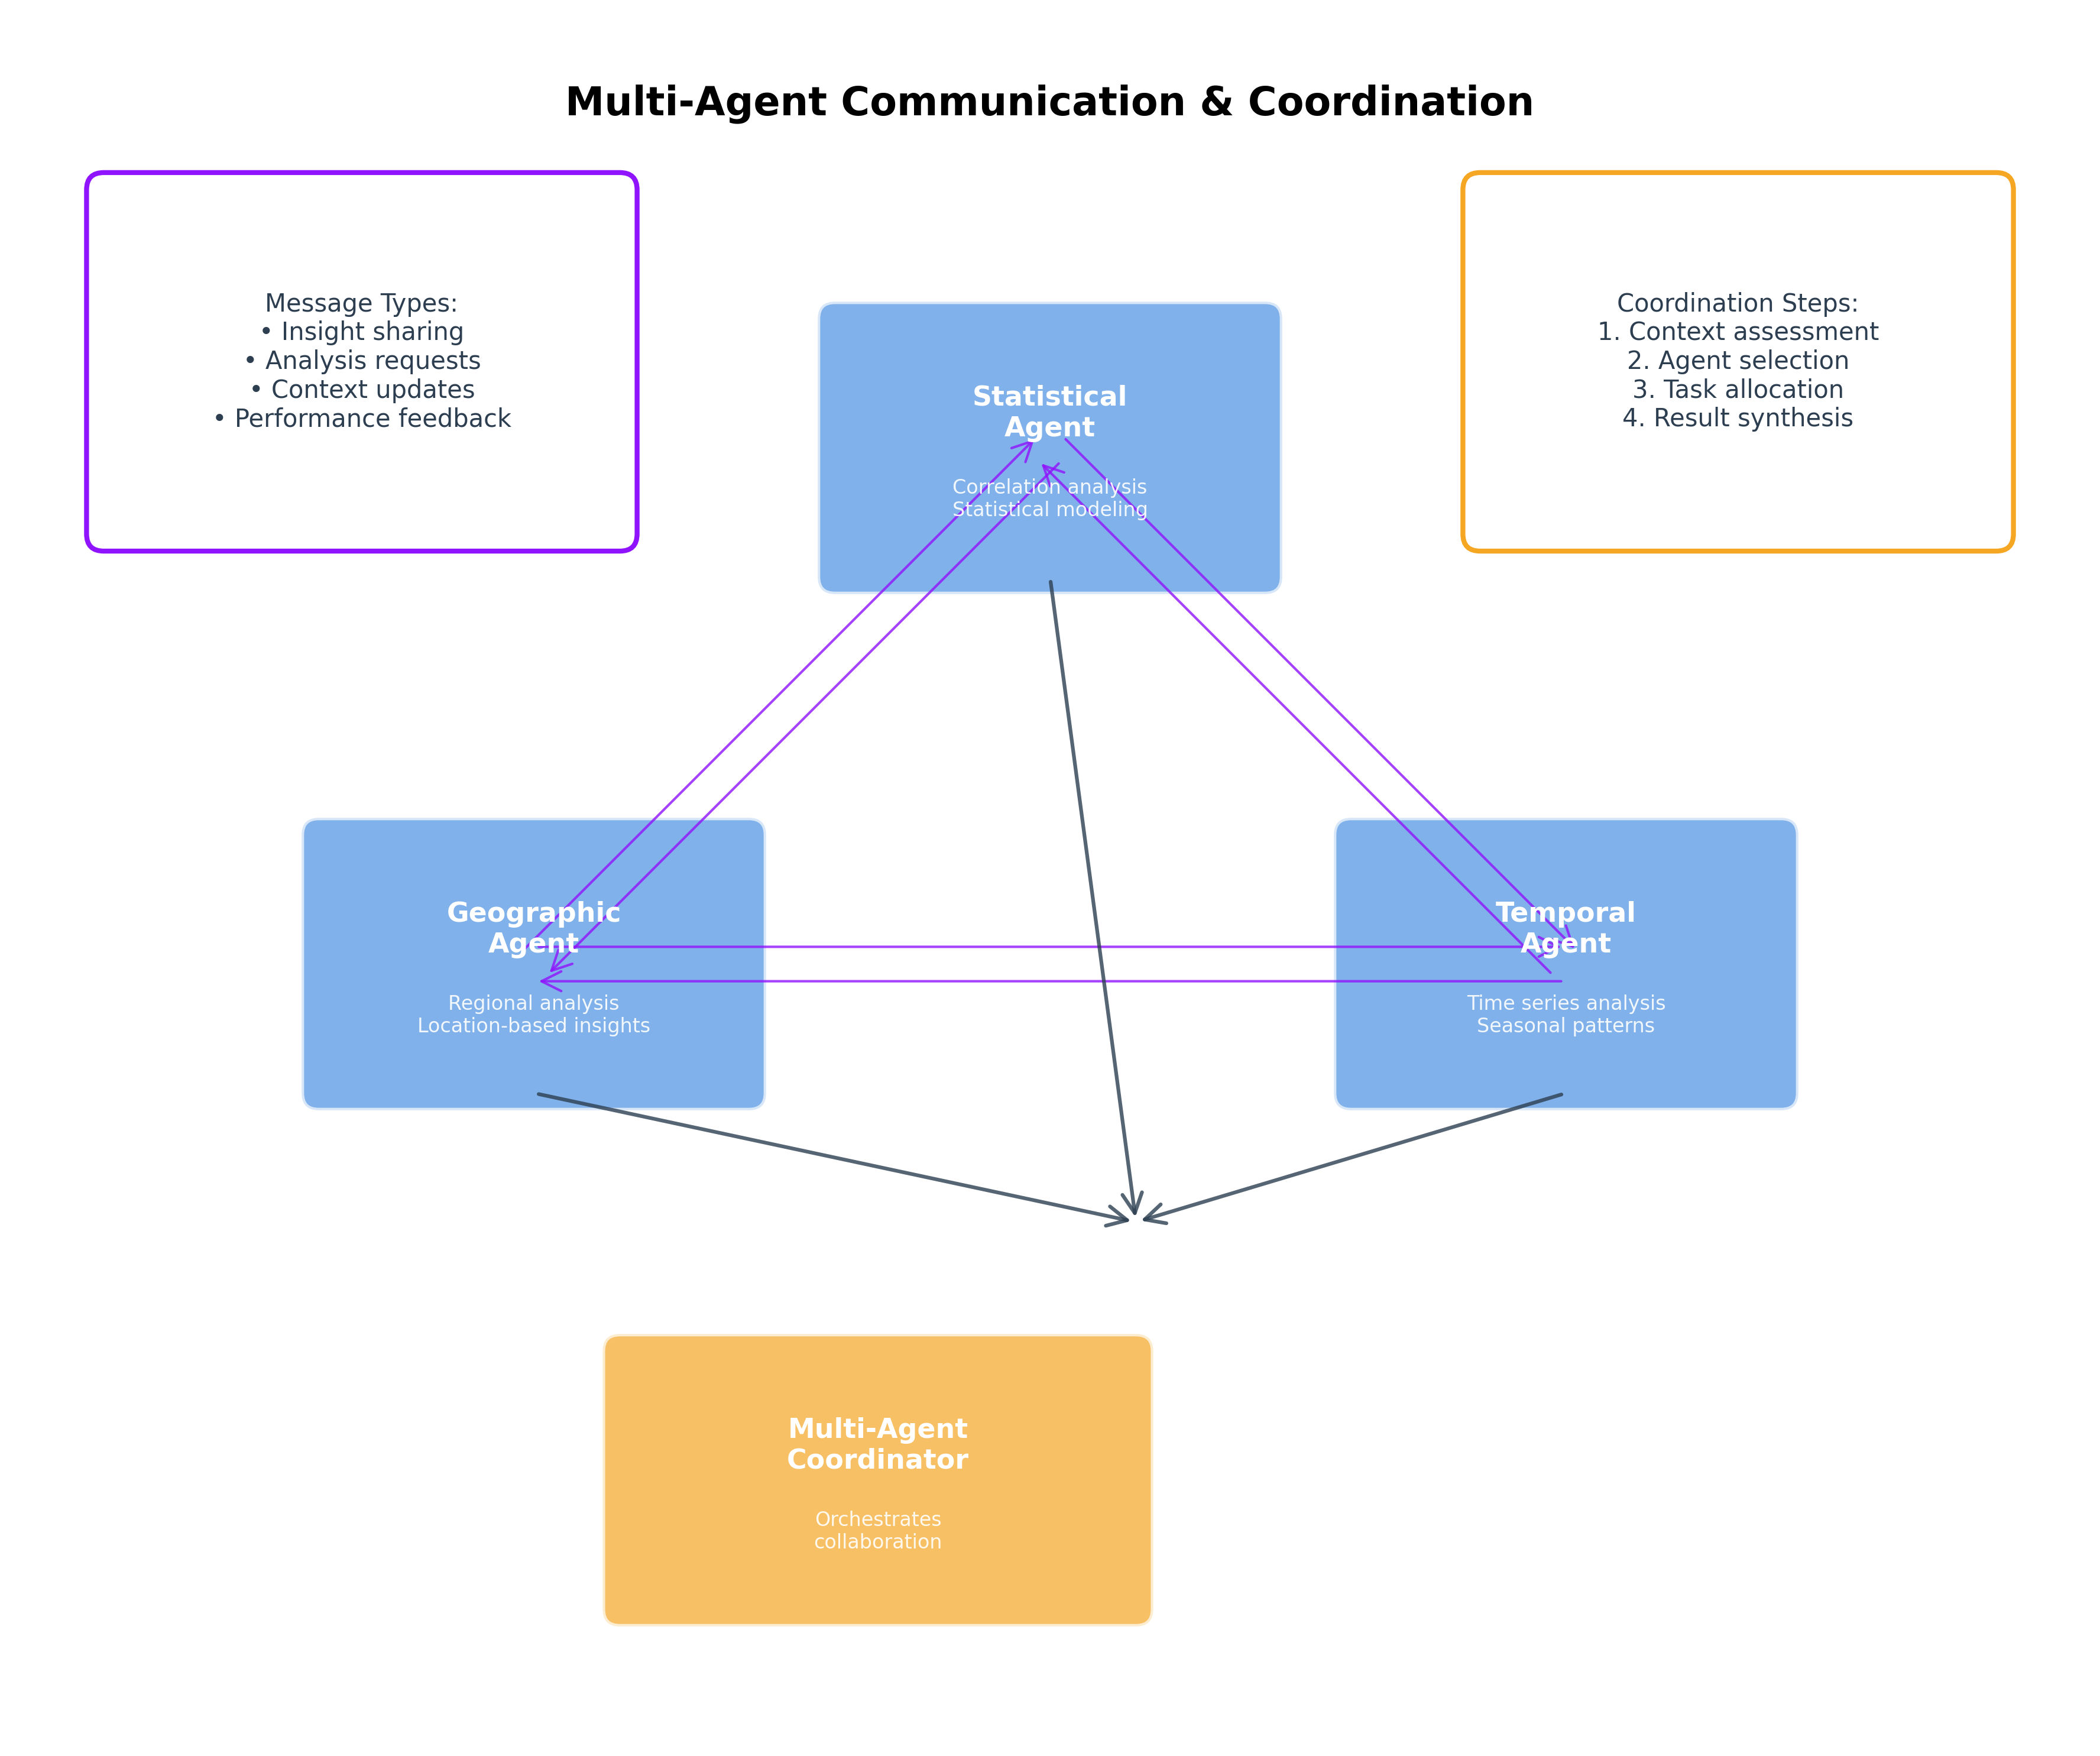 Multi-Agent Communication & Coordination
Message Types:
• Insight sharing
• Analysis requests
• Context updates
• Performance feedback
Coordination Steps:
1. Context assessment
2. Agent selection
3. Task allocation
4. Result synthesis
Statistical
Agent
Correlation analysis
Statistical modeling
Geographic
Agent
Regional analysis
Location-based insights
Temporal
Agent
Time series analysis
Seasonal patterns
Multi-Agent
Coordinator
Orchestrates
collaboration